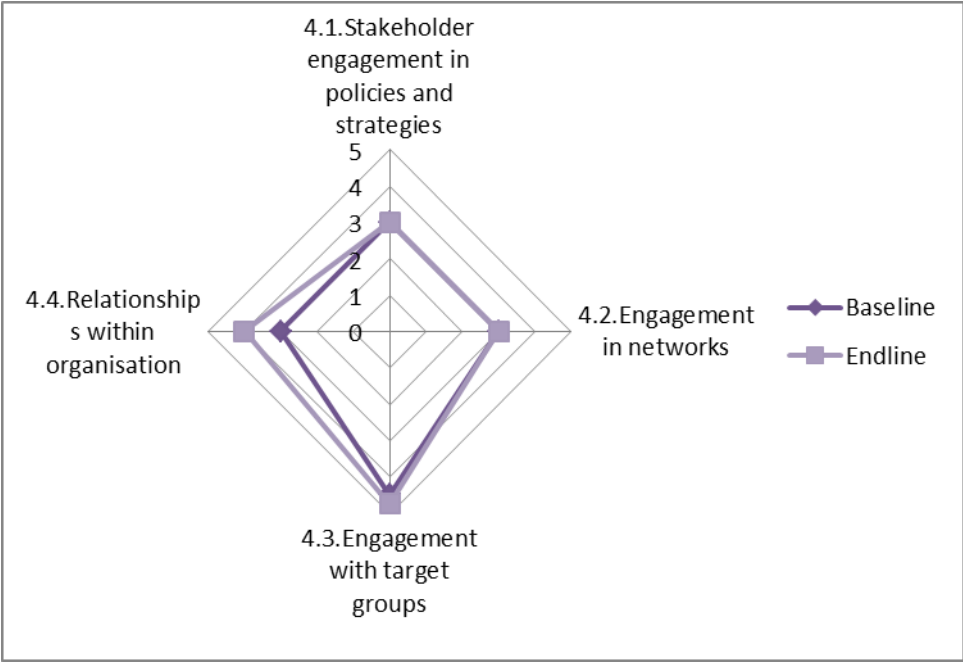 4.1.Stakeholder
engagement in
policies and
strategies
5
4
3
2
1
0
4.2.Engagement
in networks
4.3.Engagement
with target
groups
4.4.Relationship
s within
organisation
Baseline
Endline